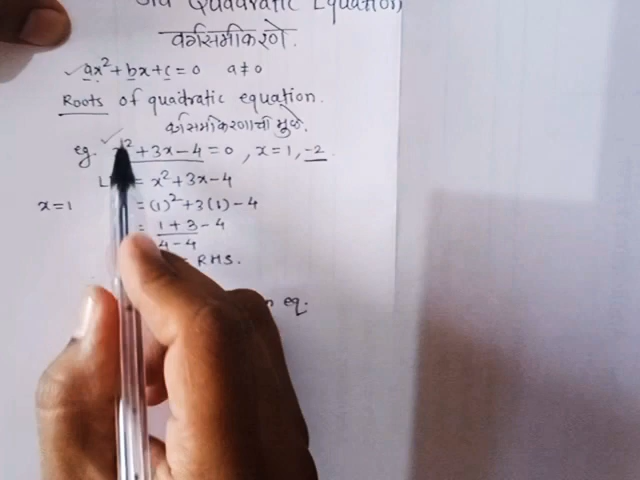 Quadratic Equation
वर्गसमीकरणे.
ax² + bx + c = 0 a ≠ 0
Roots of quadratic equation.
वर्गसमीकरणाची मुळे.
eg. x² + 3x - 4 = 0, x = 1, -2
= x² + 3x - 4
x = 1 = (1)² + 3(1) - 4
= 1 + 3 - 4
4 - 4
RHS.
eq.